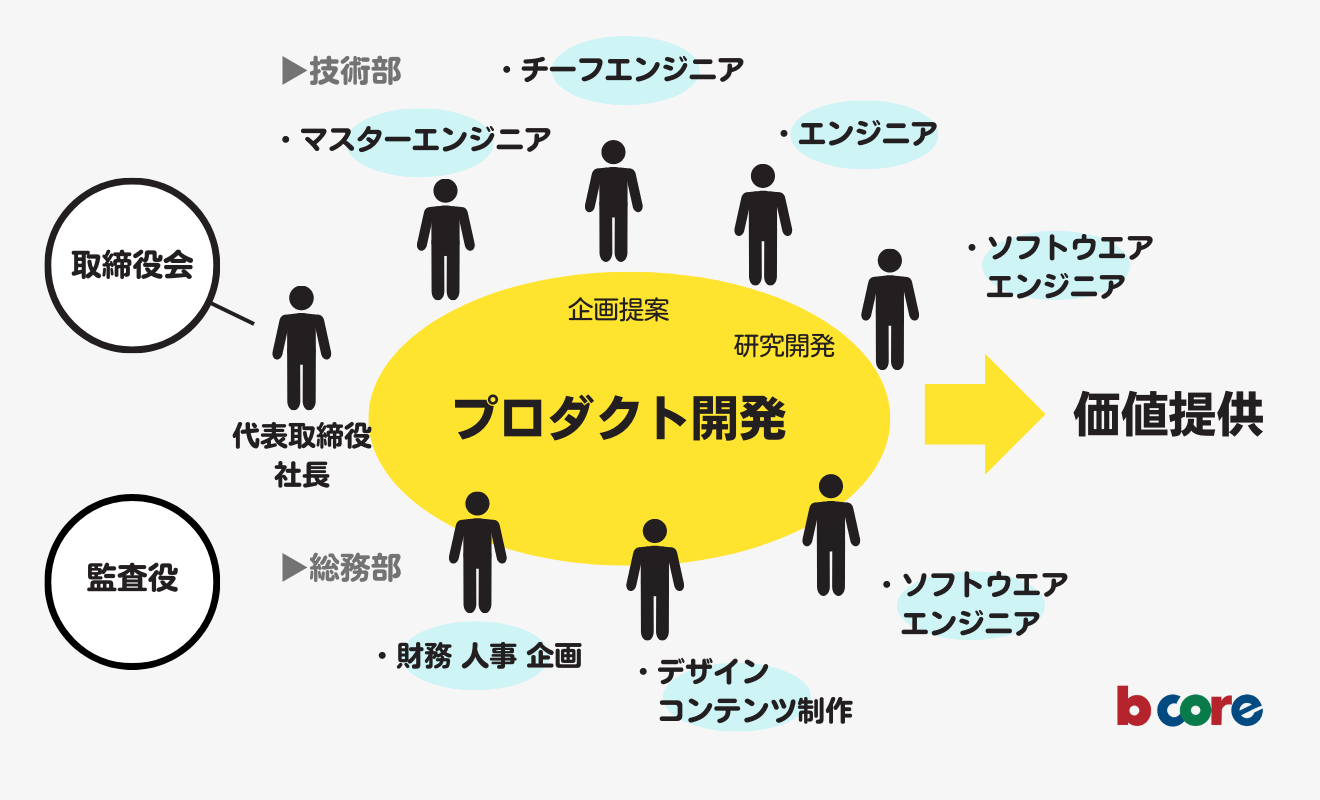 ▶技術部
・チーフエンジニア
・マスターエンジニア
・エンジニア
取締役会
・ソフトウエア
エンジニア
企画提案
研究開発
プロダクト開発
価値提供
代表取締役
社長
監査役
▶総務部
・ソフトウエア
エンジニア
・財務 人事 企画
・デザイン
コンテンツ制作
bcore